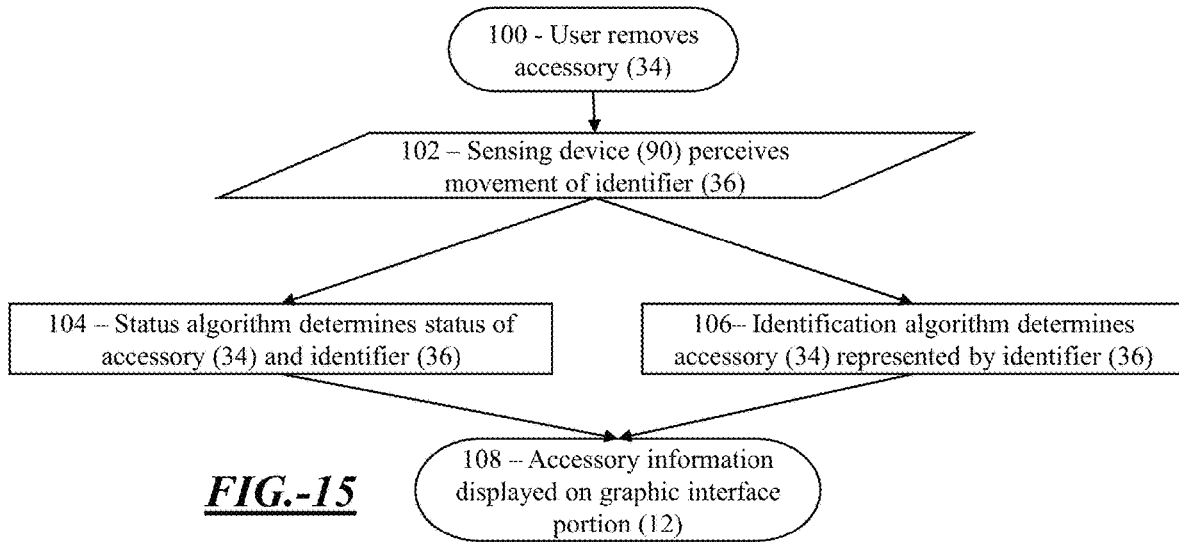 100 - User removes
accessory (34)
102 – Sensing device (90) perceives
movement of identifier (36)
104 – Status algorithm determines status of
accessory (34) and identifier (36)
106– Identification algorithm determines
accessory (34) represented by identifier (36)
108 – Accessory information
displayed on graphic interface
portion (12)
FIG.-15